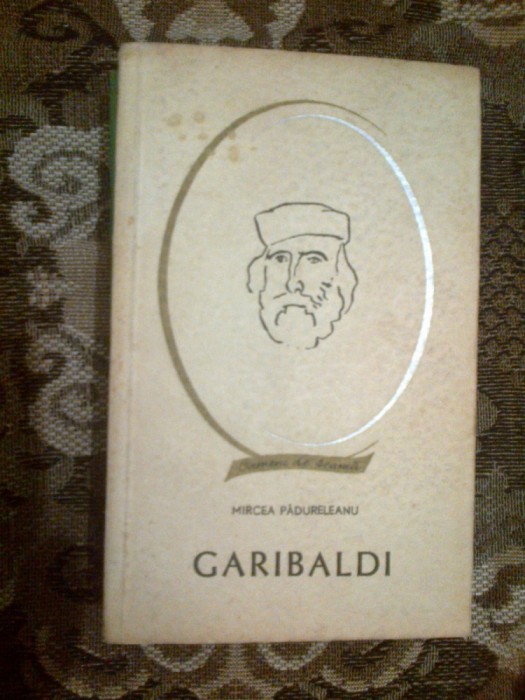 Oameni de seamă
MIRCEA PĂDURELEANU
GARIBALDI